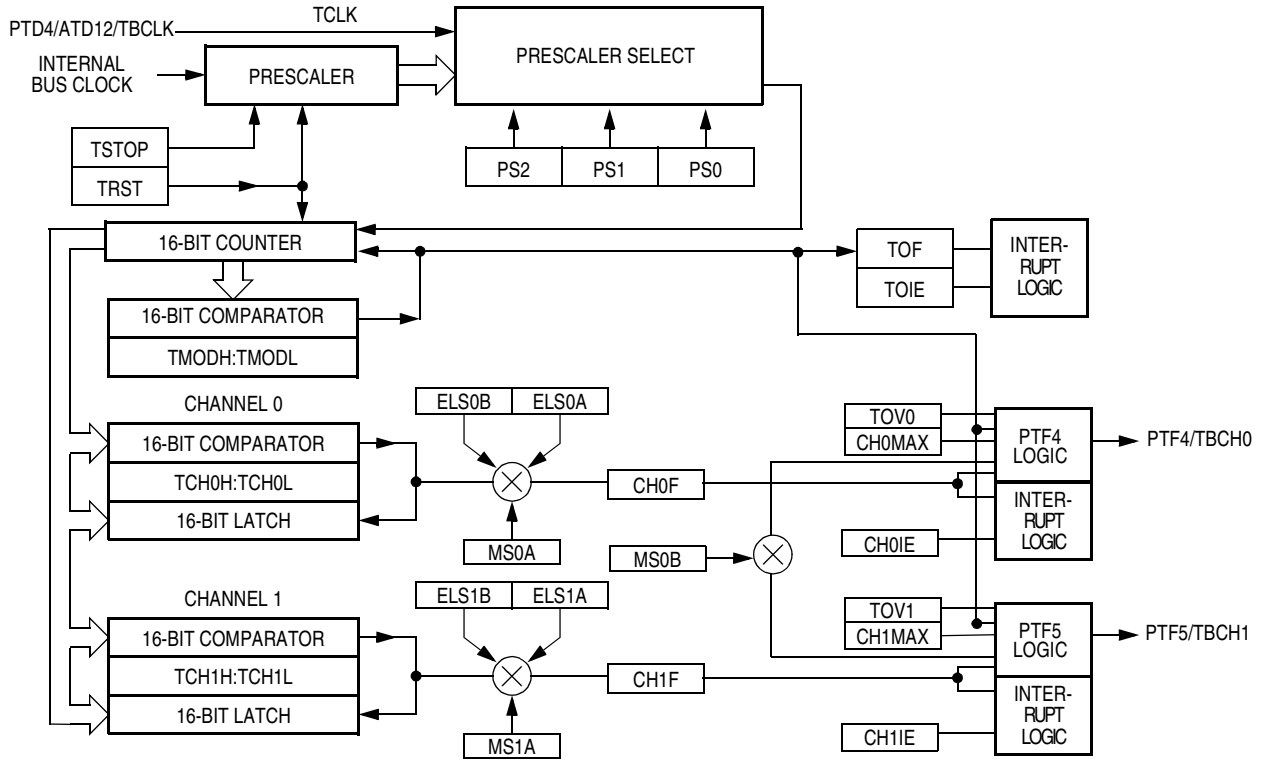 TCLK
PTD4/ATD12/TBCLK
PRESCALER SELECT
INTERNAL
BUS CLOCK
PRESCALER
TSTOP
TRST
PS2
PS1
PS0
16-BIT COUNTER
TOF
TOIE
INTER-
RUPT
LOGIC
16-BIT COMPARATOR
TMODH:TMODL
CHANNEL 0
ELS0B
ELS0A
TOV0
CH0MAX
PTF4
LOGIC
PTF4/TBCH0
16-BIT COMPARATOR
TCH0H:TCH0L
16-BIT LATCH
CH0F
INTER-
RUPT
LOGIC
MS0A
MS0B
CH0IE
CHANNEL 1
ELS1B
ELS1A
TOV1
CH1MAX
PTF5
LOGIC
PTF5/TBCH1
16-BIT COMPARATOR
TCH1H:TCH1L
16-BIT LATCH
CH1F
INTER-
RUPT
LOGIC
MS1A
CH1IE